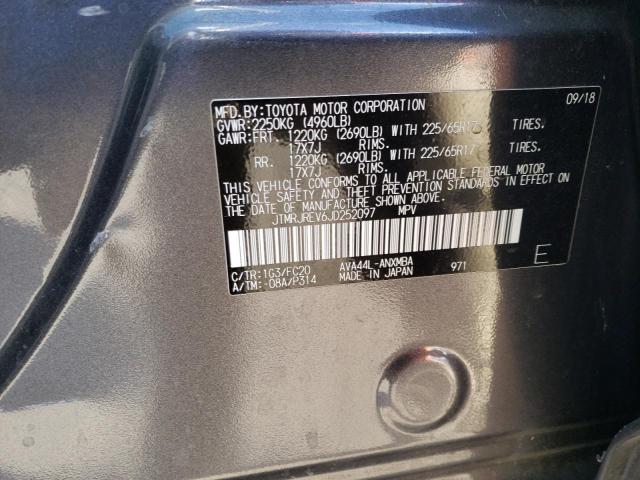 MFD.BY:TOYOTA MOTOR CORPORATION 09/18
GVWR:2250KG (4960LB)
GAWR:FRT. 1220KG (2690LB) WITH 225/65R17 TIRES.
17X7J RIMS.
RR. 1220KG (2690LB) WITH 225/65R17 TIRES.
17X7J RIMS.
THIS VEHICLE CONFORMS TO ALL APPLICABLE FEDERAL MOTOR
VEHICLE SAFETY AND THEFT PREVENTION STANDARDS IN EFFECT ON
THE DATE OF MANUFACTURE SHOWN ABOVE.
JTMRJREV6JD252097 MPV
C/TR:1G3/FC20 AVA44L-ANXMBA 971 E
A/TM:-08A/P314 MADE IN JAPAN